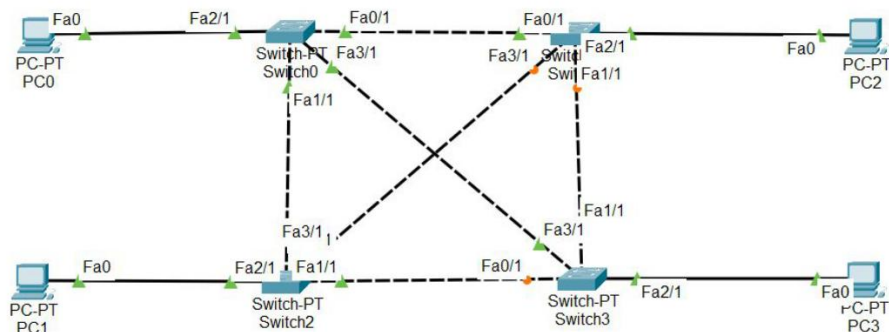 Fa0
Fa2/1
Fa0/1
Fa0/1
Fa2/1
Fa0
PC-PT
PC0
Switch-PT
Switch0
Fa3/1
Fa3/1
Fa1/1
PC-PT
PC2
Fa1/1
Fa1/1
Fa3/1
Fa3/1
Fa0
Fa2/1
Fa1/1
Fa0/1
Fa2/1
Fa0
PC-PT
PC1
Switch-PT
Switch2
Switch-PT
Switch3
PC-PT
PC3